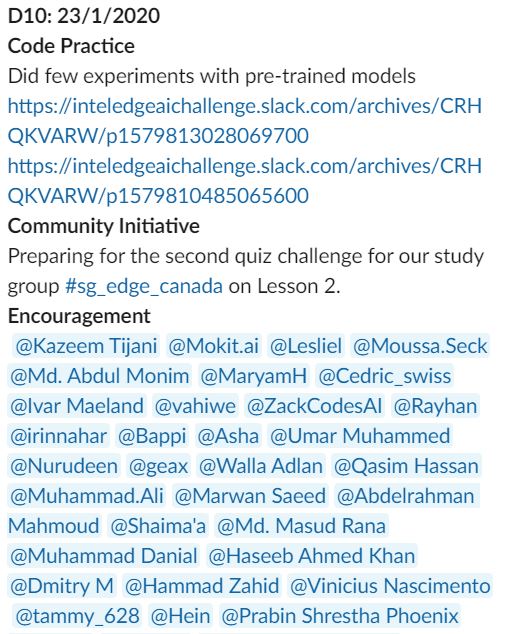 D10: 23/1/2020
Code Practice
Did few experiments with pre-trained models
https://inteledgeaichallenge.slack.com/archives/CRH
QKVARW/p1579813028069700
https://inteledgeaichallenge.slack.com/archives/CRH
QKVARW/p1579810485065600
Community Initiative
Preparing for the second quiz challenge for our study
group #sg_edge_canada on Lesson 2.
Encouragement
@Kazeem Tijani @Mokit.ai @Lesliel @Moussa.Seck
@Md. Abdul Monim @MaryamH @Cedric_swiss
@Ivar Maeland @vahiwe @ZackCodesAI @Rayhan
@irinnahar @Bappi @Asha @Umar Muhammed
@Nurudeen @geax @Walla Adlan @Qasim Hassan
@Muhammad.Ali @Marwan Saeed @Abdelrahman
Mahmoud @Shaima'a @Md. Masud Rana
@Muhammad Danial @Haseeb Ahmed Khan
@Dmitry M @Hammad Zahid @Vinicius Nascimento
@tammy_628 @Hein @Prabin Shrestha Phoenix